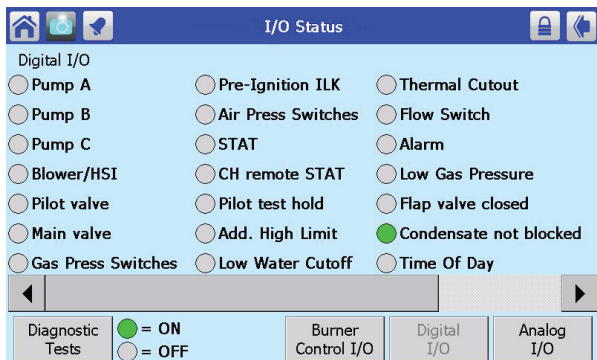 I/O Status
Digital I/O
Pump A
Pre-Ignition ILK
Thermal Cutout
Pump B
Air Press Switches
Flow Switch
Pump C
STAT
Alarm
Blower/HSI
CH remote STAT
Low Gas Pressure
Pilot valve
Pilot test hold
Flap valve closed
Main valve
Add. High Limit
Condensate not blocked
Gas Press Switches
Low Water Cutoff
Time Of Day
Diagnostic
Tests
= ON
= OFF
Burner
Control I/O
Digital
I/O
Analog
I/O